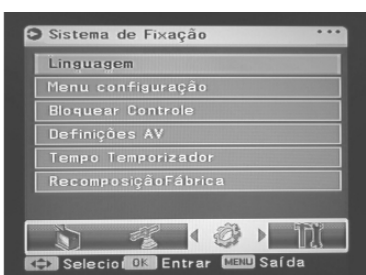 Sistema de Fixação
Linguagem
Menu configuração
Bloquear Controle
Definições AV
Tempo Temporizador
RecomposiçãoFábrica
Selecio OK Entrar MENU Saída